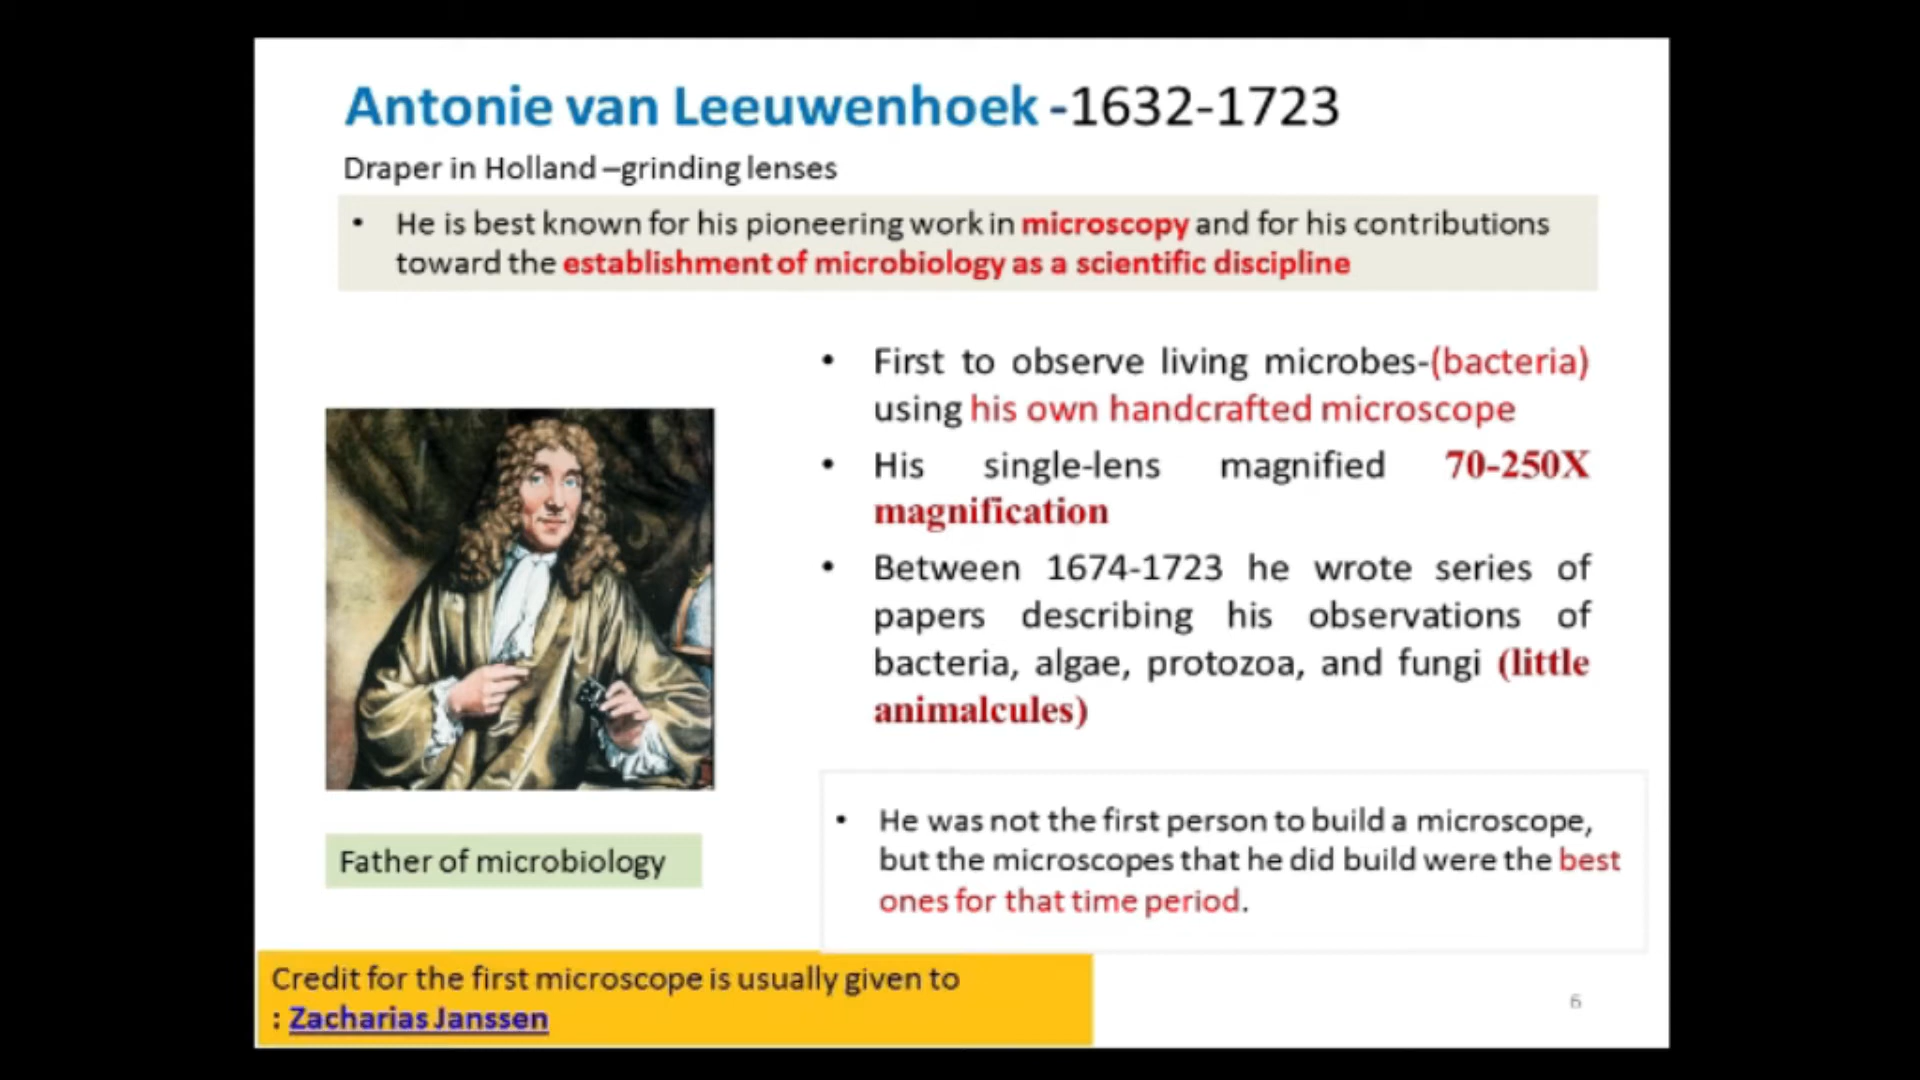 Antonie van Leeuwenhoek -1632-1723
Draper in Holland –grinding lenses
• He is best known for his pioneering work in microscopy and for his contributions
toward the establishment of microbiology as a scientific discipline
• First to observe living microbes-(bacteria)
using his own handcrafted microscope
• His single-lens magnified 70-250X
magnification
• Between 1674-1723 he wrote series of
papers describing his observations of
bacteria, algae, protozoa, and fungi (little
animalcules)
Father of microbiology
• He was not the first person to build a microscope,
but the microscopes that he did build were the best
ones for that time period.
Credit for the first microscope is usually given to
: Zacharias Janssen
6